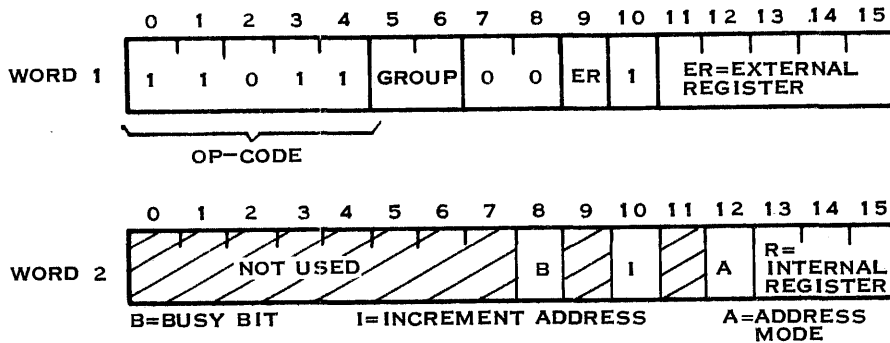 0 1 2 3 4 5 6 7 8 9 10 11 12 13 14 15
WORD 1 1 1 0 1 1 GROUP 0 0 ER 1 ER=EXTERNAL
REGISTER
OP-CODE
0 1 2 3 4 5 6 7 8 9 10 11 12 13 14 15
WORD 2 NOT USED B I A R=
INTERNAL
REGISTER
B=BUSY BIT I=INCREMENT ADDRESS A=ADDRESS
MODE